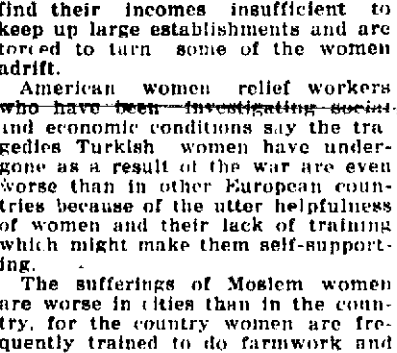 find their incomes insufficient to
keep up large establishments and are
forced to turn some of the women
adrift.
American women relief workers
who have been investigating social
and economic conditions say the tra
gedies Turkish women have under-
gone as a result of the war are even
worse than in other European coun-
tries because of the utter helpfulness
of women and their lack of training
which might make them self-support-
ing.
The sufferings of Moslem women
are worse in cities than in the coun-
try, for the country women are fre-
quently trained to do farmwork and